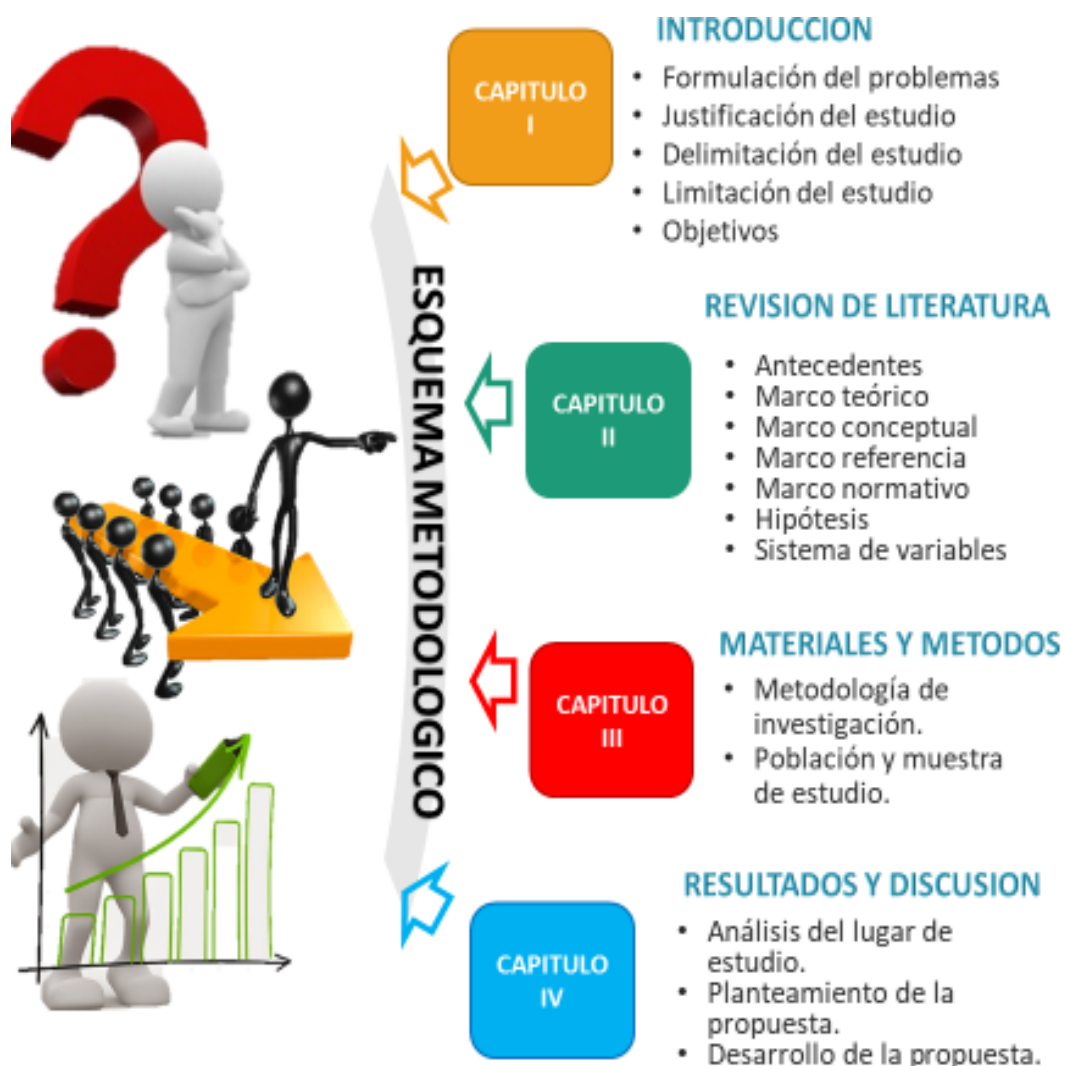 ESQUEMA METODOLOGICO
CAPITULO
I
INTRODUCCION
• Formulación del problemas
• Justificación del estudio
• Delimitación del estudio
• Limitación del estudio
• Objetivos
CAPITULO
II
REVISION DE LITERATURA
• Antecedentes
• Marco teórico
• Marco conceptual
• Marco referencia
• Marco normativo
• Hipótesis
• Sistema de variables
CAPITULO
III
MATERIALES Y METODOS
• Metodología de
investigación.
• Población y muestra
de estudio.
CAPITULO
IV
RESULTADOS Y DISCUSION
• Análisis del lugar de
estudio.
• Planteamiento de la
propuesta.
• Desarrollo de la propuesta.